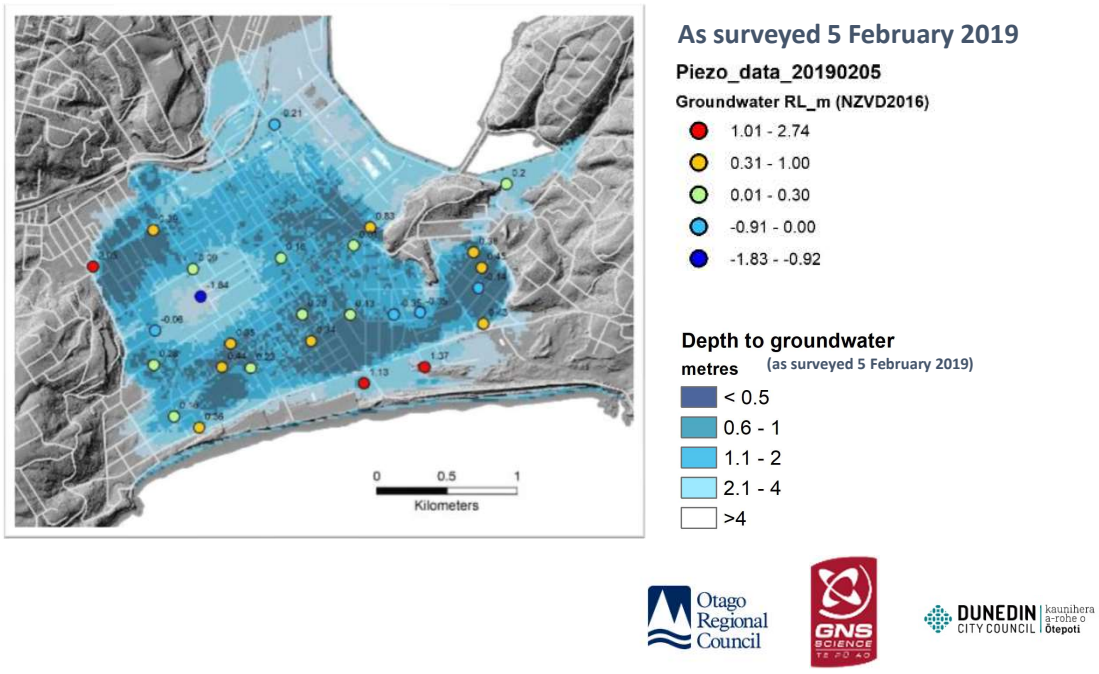 As surveyed 5 February 2019
Piezo_data_20190205
Groundwater RL_m (NZVD2016)
1.01 - 2.74
0.31 - 1.00
0.01 - 0.30
-0.91 - 0.00
-1.83 - -0.92
Depth to groundwater
metres (as surveyed 5 February 2019)
< 0.5
0.6 - 1
1.1 - 2
2.1 - 4
>4
0.2
0.83
-1.84
-0.06
0.44
1.37
1.13
0 0.5 1
Kilometers
Otago
Regional
Council
GNS
SCIENCE
TE PŪ AO
DUNEDIN
CITY COUNCIL
kaunihera
a-rohe o
Ōtepoti